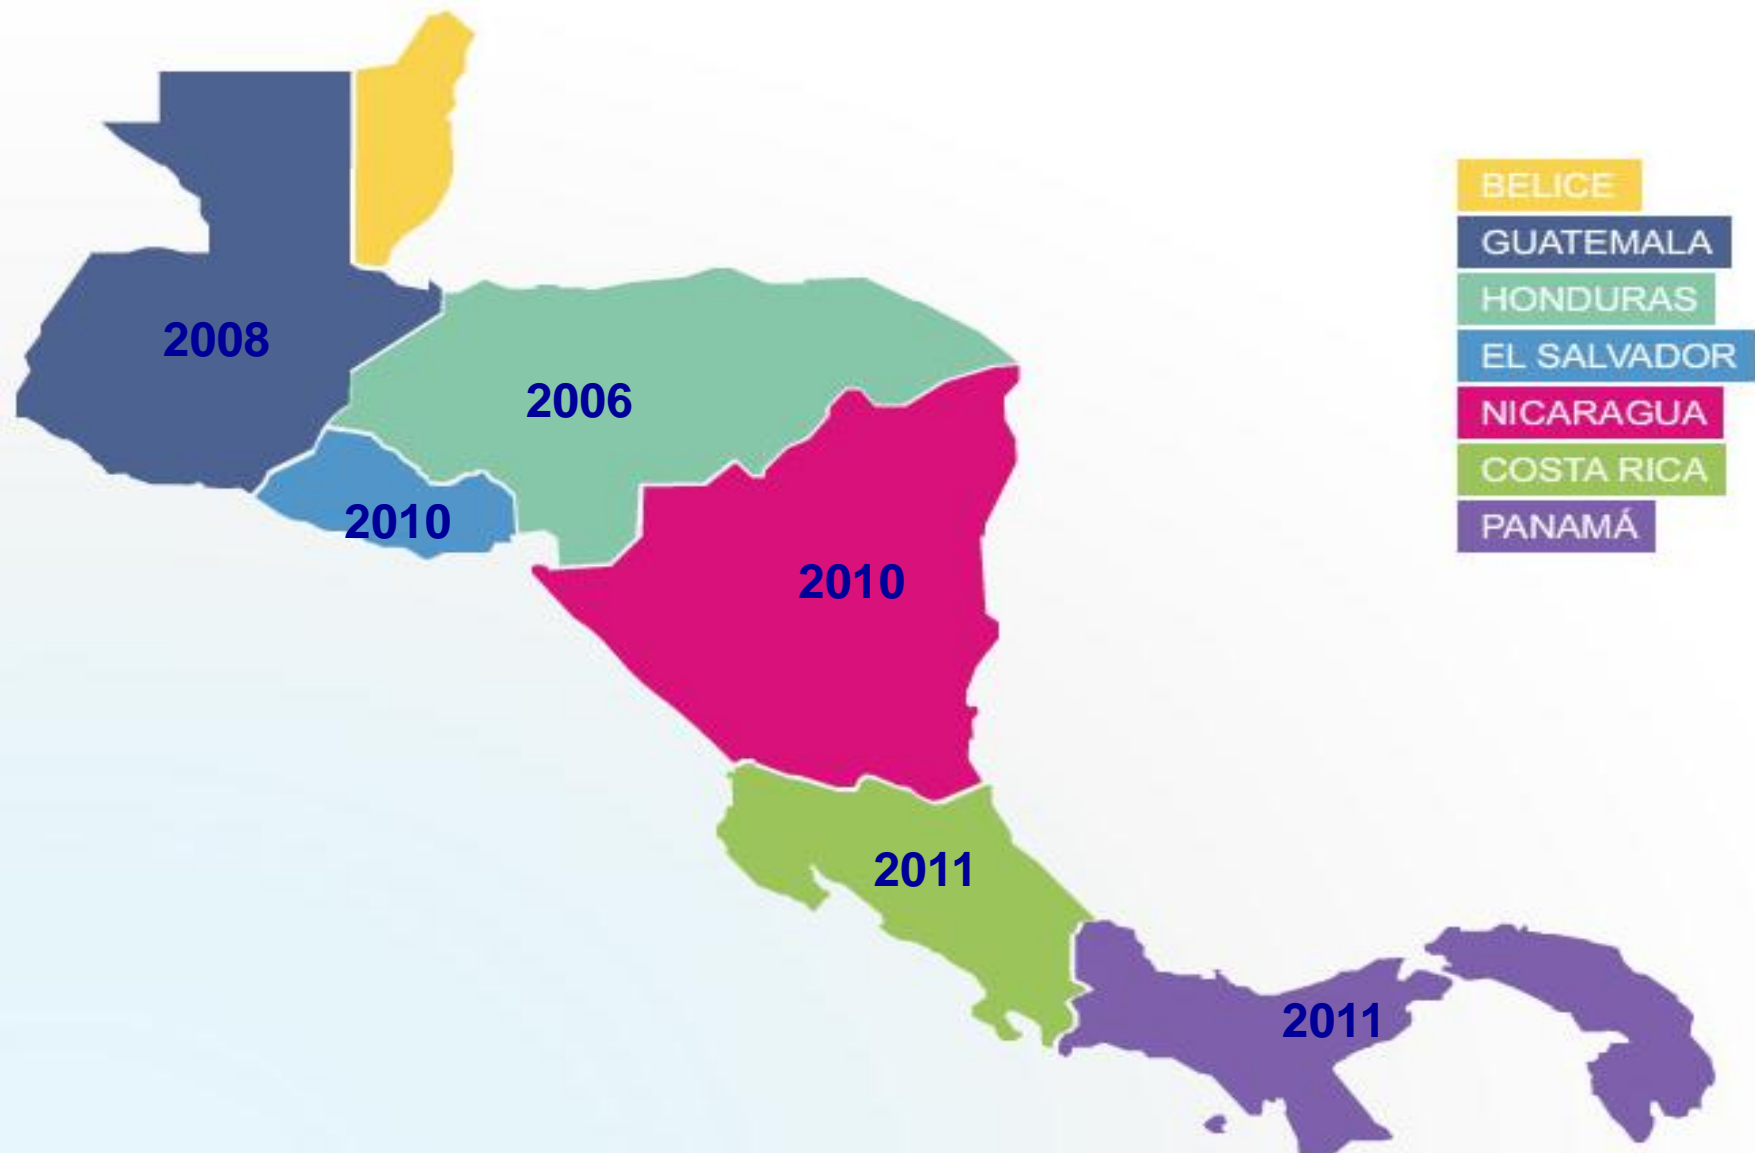 BELICE
GUATEMALA
HONDURAS
EL SALVADOR
NICARAGUA
COSTA RICA
PANAMÁ
2008
2006
2010
2010
2011
2011